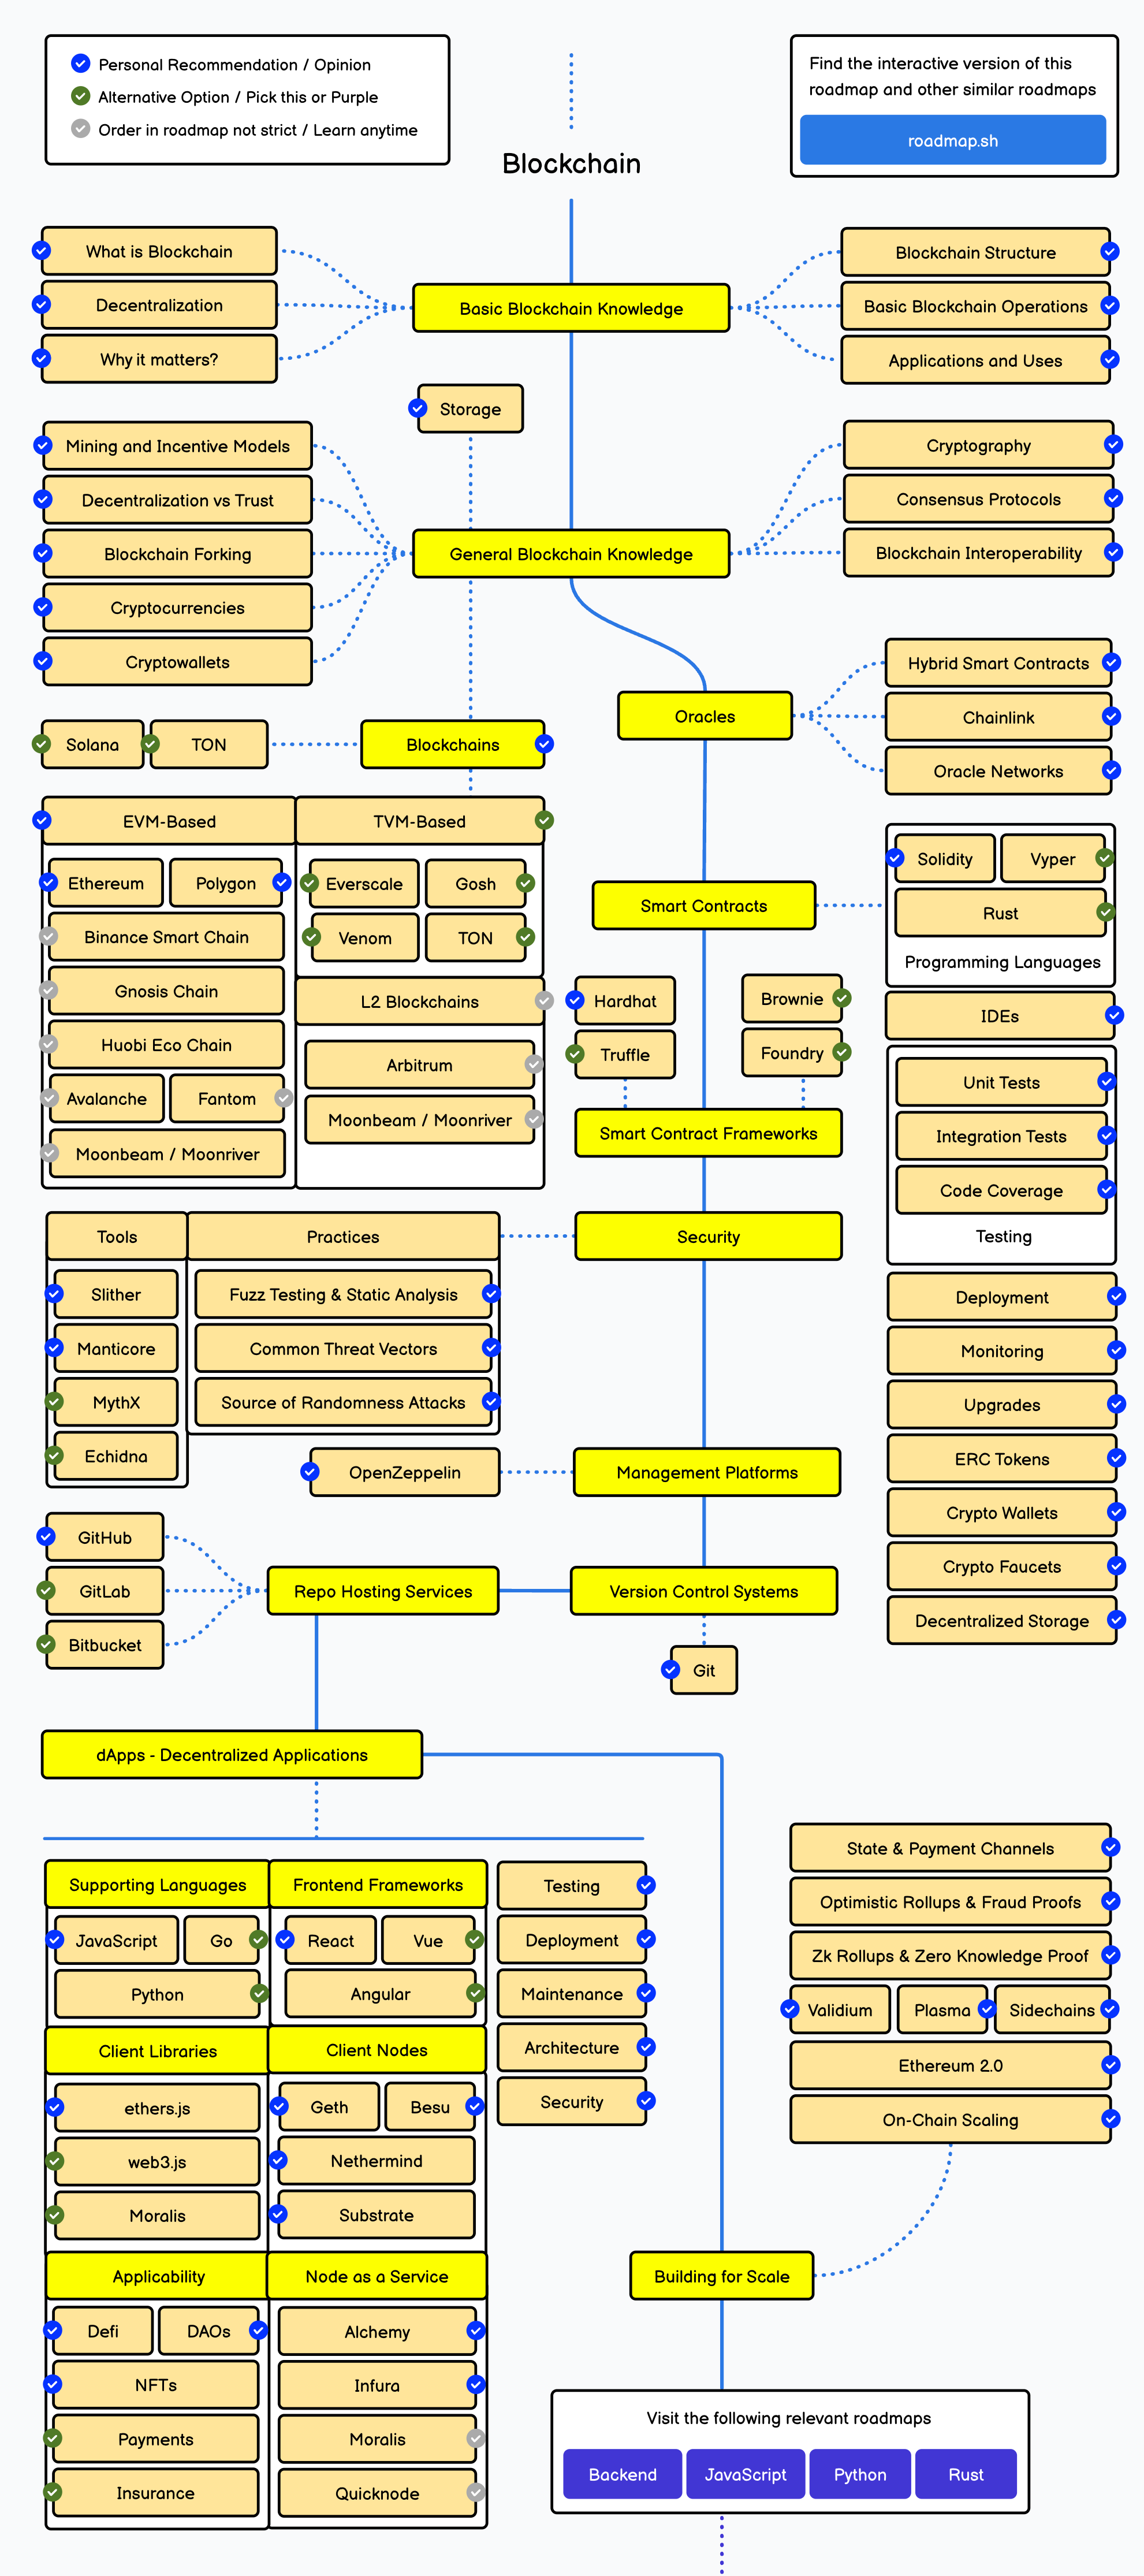 Personal Recommendation / Opinion
Alternative Option / Pick this or Purple
Order in roadmap not strict / Learn anytime
Find the interactive version of this
roadmap and other similar roadmaps
roadmap.sh
Blockchain
What is Blockchain
Decentralization
Why it matters?
Basic Blockchain Knowledge
Blockchain Structure
Basic Blockchain Operations
Applications and Uses
Storage
Mining and Incentive Models
Decentralization vs Trust
Blockchain Forking
Cryptocurrencies
Cryptowallets
General Blockchain Knowledge
Cryptography
Consensus Protocols
Blockchain Interoperability
Oracles
Hybrid Smart Contracts
Chainlink
Oracle Networks
Solana
TON
Blockchains
EVM-Based
Ethereum
Polygon
Binance Smart Chain
Gnosis Chain
Huobi Eco Chain
Avalanche
Fantom
Moonbeam / Moonriver
TVM-Based
Everscale
Gosh
Venom
TON
L2 Blockchains
Arbitrum
Moonbeam / Moonriver
Smart Contracts
Solidity
Vyper
Rust
Programming Languages
IDEs
Unit Tests
Integration Tests
Code Coverage
Testing
Deployment
Monitoring
Upgrades
ERC Tokens
Crypto Wallets
Crypto Faucets
Decentralized Storage
Hardhat
Brownie
Truffle
Foundry
Smart Contract Frameworks
Security
Tools
Slither
Manticore
MythX
Echidna
Practices
Fuzz Testing & Static Analysis
Common Threat Vectors
Source of Randomness Attacks
OpenZeppelin
Management Platforms
GitHub
GitLab
Bitbucket
Repo Hosting Services
Version Control Systems
Git
dApps - Decentralized Applications
Supporting Languages
JavaScript
Go
Python
Frontend Frameworks
React
Vue
Angular
Client Libraries
ethers.js
web3.js
Moralis
Client Nodes
Geth
Besu
Nethermind
Substrate
Applicability
Defi
DAOs
NFTs
Payments
Insurance
Node as a Service
Alchemy
Infura
Moralis
Quicknode
Testing
Deployment
Maintenance
Architecture
Security
State & Payment Channels
Optimistic Rollups & Fraud Proofs
Zk Rollups & Zero Knowledge Proof
Validium
Plasma
Sidechains
Ethereum 2.0
On-Chain Scaling
Building for Scale
Visit the following relevant roadmaps
Backend
JavaScript
Python
Rust